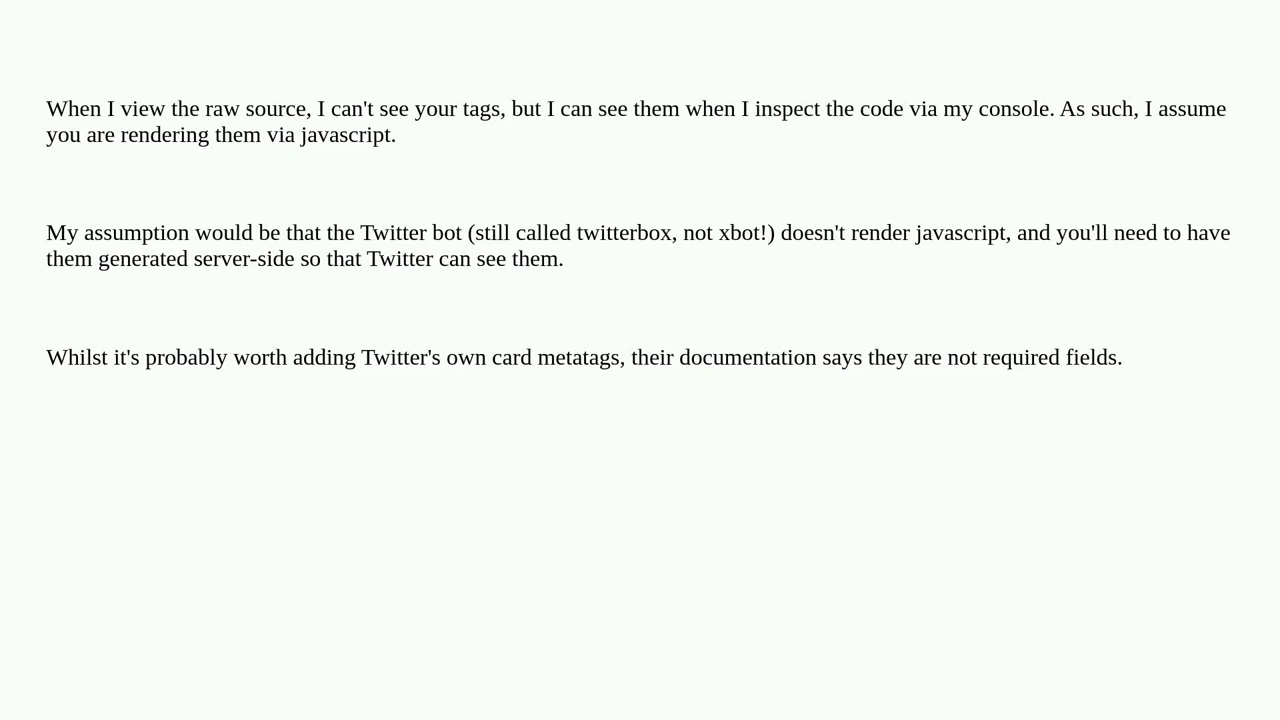 When I view the raw source, I can't see your tags, but I can see them when I inspect the code via my console. As such, I assume
you are rendering them via javascript.
My assumption would be that the Twitter bot (still called twitterbox, not xbot!) doesn't render javascript, and you'll need to have
them generated server-side so that Twitter can see them.
Whilst it's probably worth adding Twitter's own card metatags, their documentation says they are not required fields.